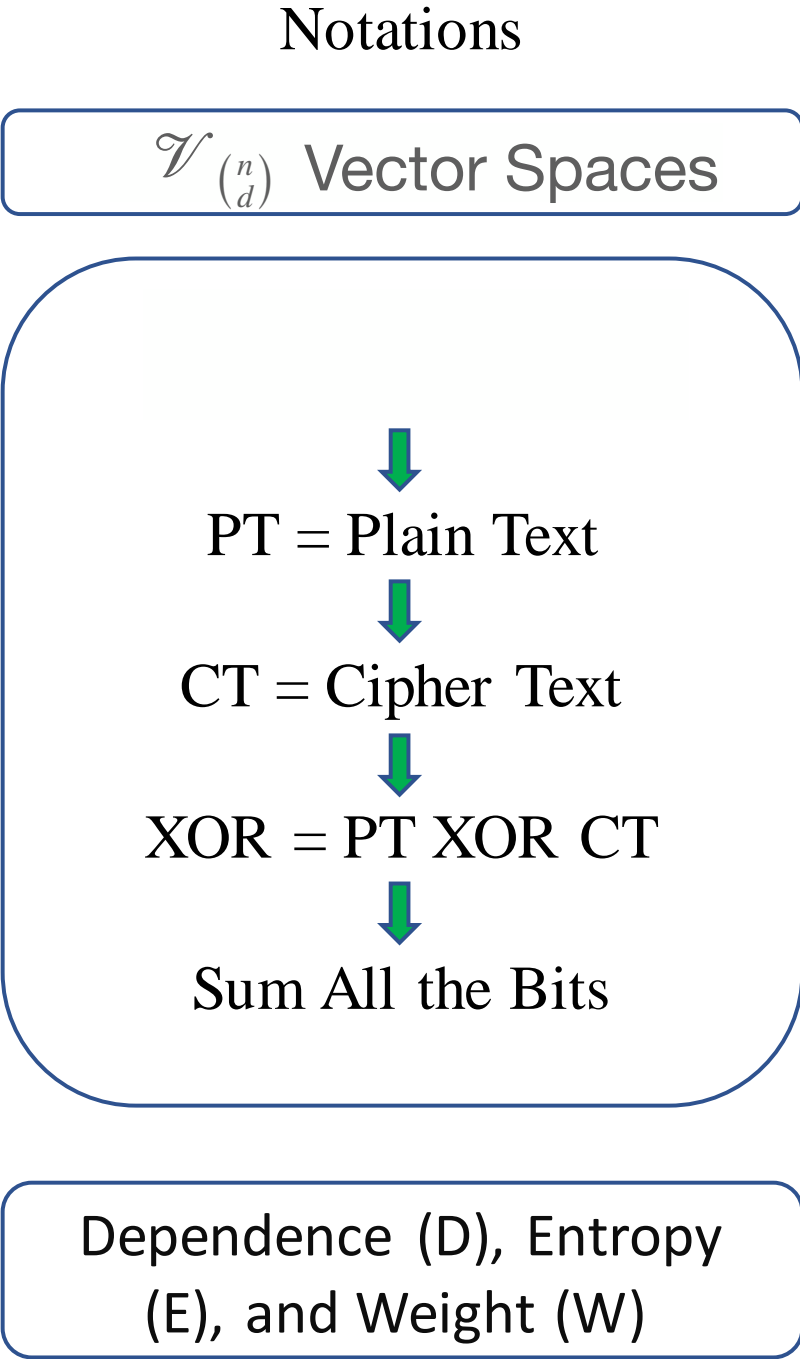 Notations
𝒱 (n d) Vector Spaces
PT = Plain Text
CT = Cipher Text
XOR = PT XOR CT
Sum All the Bits
Dependence (D), Entropy
(E), and Weight (W)